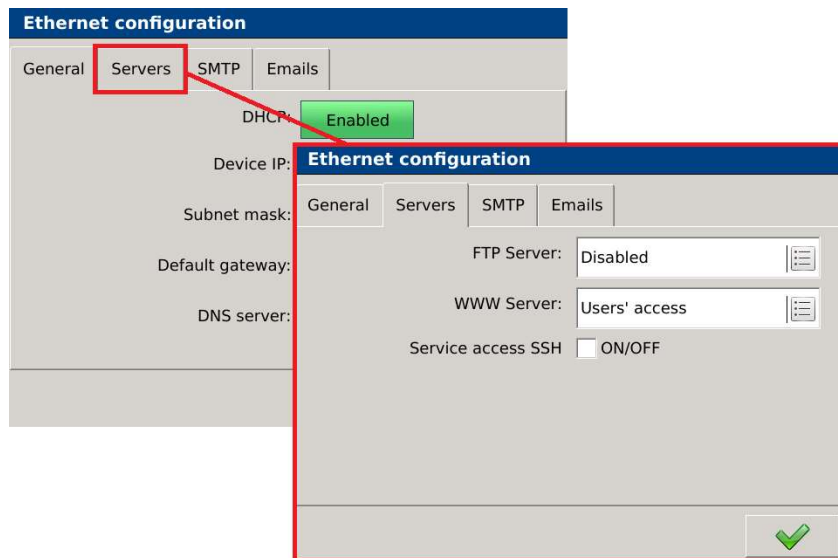 Ethernet configuration
General Servers SMTP Emails
DHCP: Enabled
Device IP:
Subnet mask:
Default gateway:
DNS server:
Ethernet configuration
General Servers SMTP Emails
FTP Server: Disabled
WWW Server: Users' access
Service access SSH ON/OFF